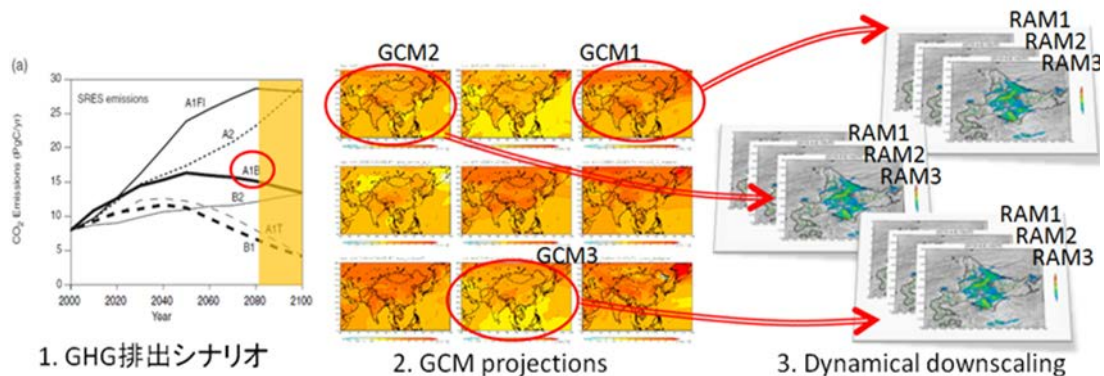 (a)
SRES emissions
CO₂ Emissions (PgC/yr)
30
25
20
15
10
5
0
A1FI
A2
A1B
B2
A1T
B1
2000
2020
2040
2060
2080
2100
Year
1. GHG排出シナリオ
GCM2
GCM1
GCM3
2. GCM projections
RAM1
RAM2
RAM3
RAM1
RAM2
RAM3
RAM1
RAM2
RAM3
3. Dynamical downscaling